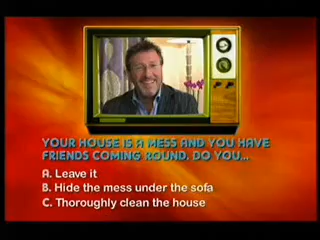 YOUR HOUSE IS A MESS AND YOU HAVE
FRIENDS COMING ROUND, DO YOU...
A. Leave it
B. Hide the mess under the sofa
C. Thoroughly clean the house